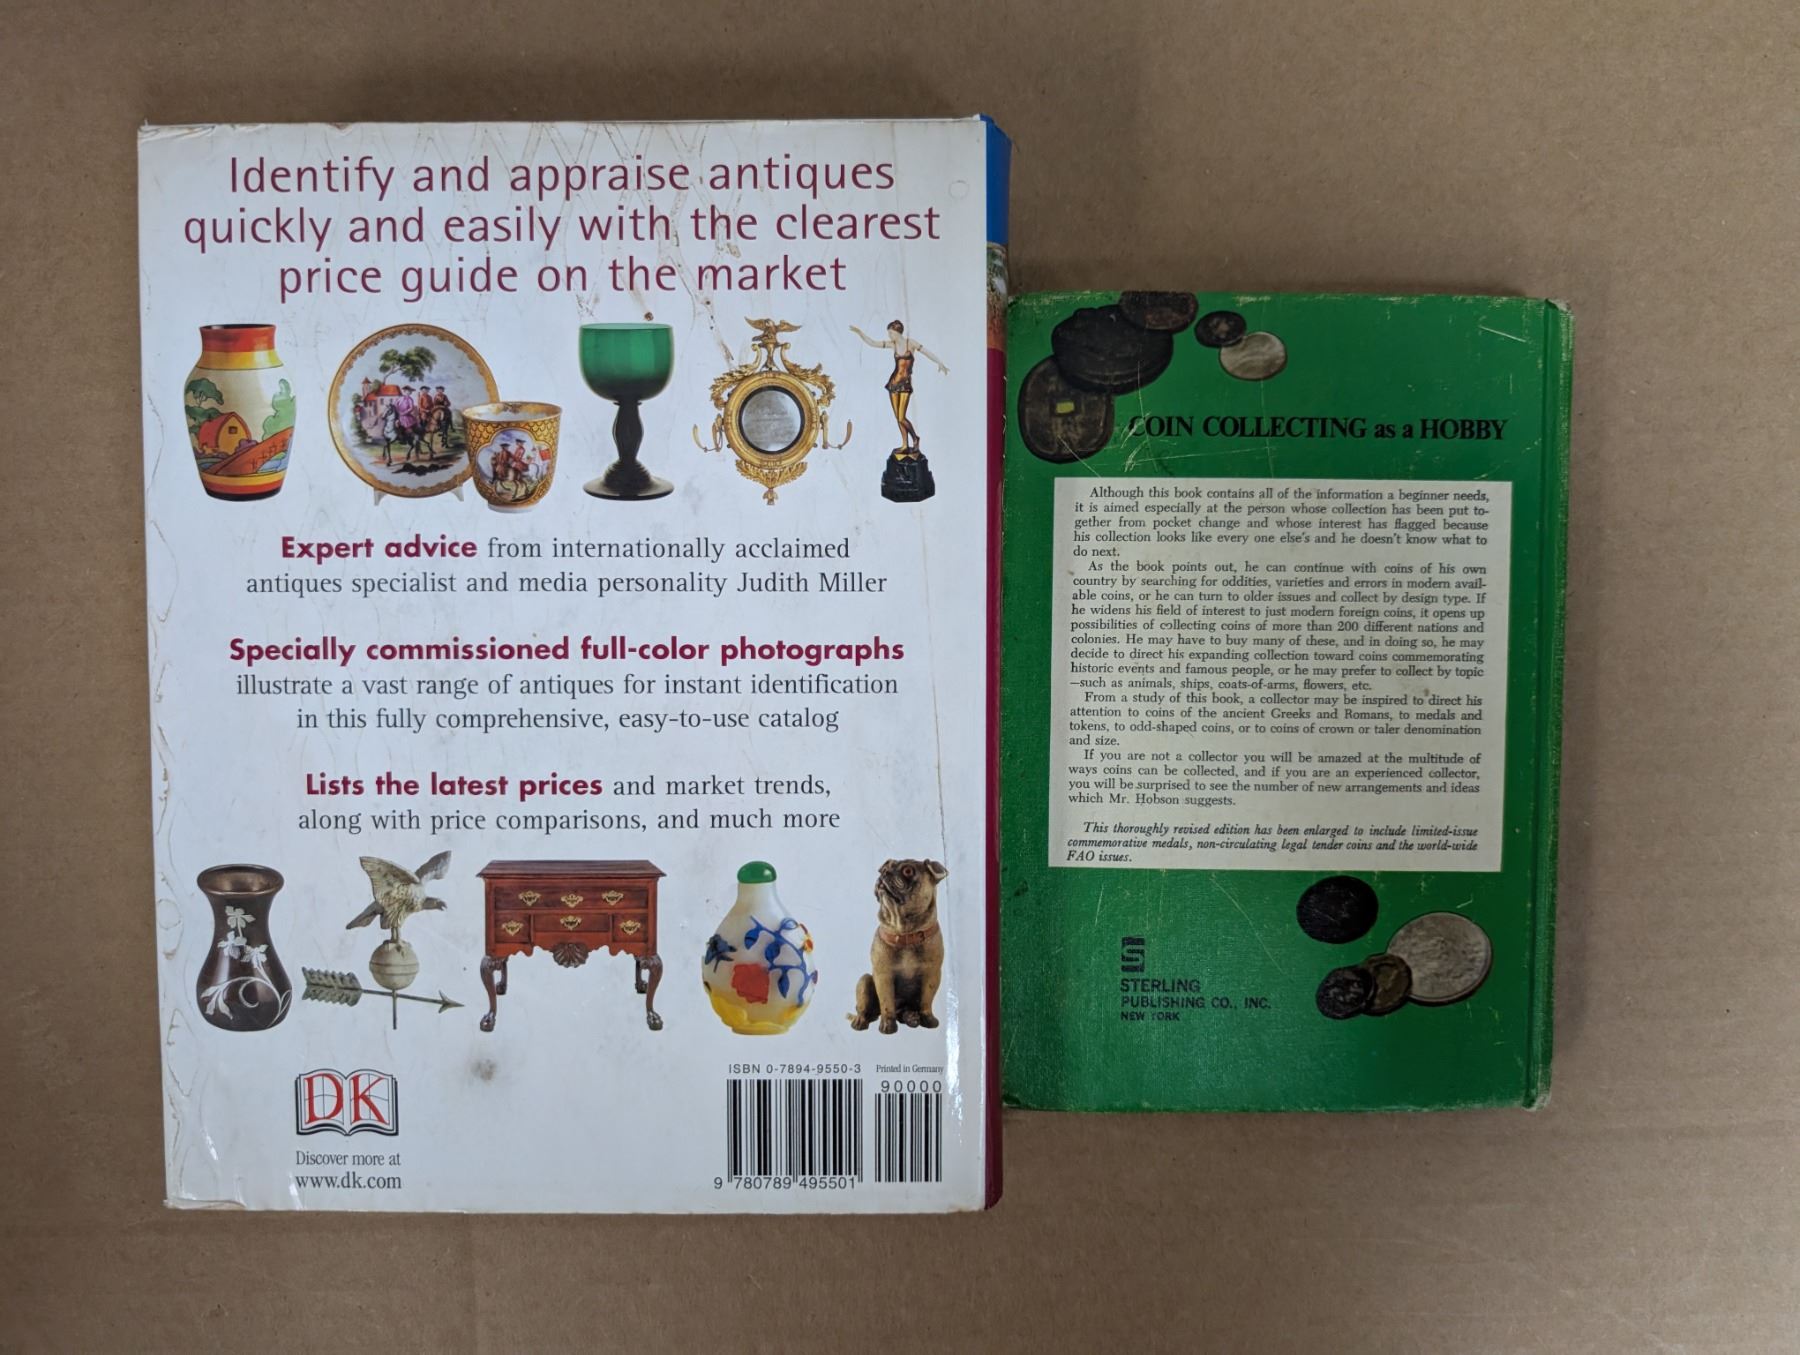 Identify and appraise antiques
quickly and easily with the clearest
price guide on the market
Expert advice from internationally acclaimed
antiques specialist and media personality Judith Miller
Specially commissioned full-color photographs
illustrate a vast range of antiques for instant identification
in this fully comprehensive, easy-to-use catalog
Lists the latest prices and market trends,
along with price comparisons, and much more
DK
Discover more at
www.dk.com
ISBN 0-7894-9550-3
Printed in Germany
90000
9 780789 495501
COIN COLLECTING as a HOBBY
Although this book contains all of the information a beginner needs,
it is aimed especially at the person whose collection has been put to-
gether from pocket change and whose interest has flagged because
his collection looks like every one else's and he doesn't know what to
do next.
As the book points out, he can continue with coins of his own
country by searching for oddities, varieties and errors in modern avail-
able coins, or he can turn to older issues and collect by design type. If
he widens his field of interest to just modern foreign coins, it opens up
possibilities of collecting coins of more than 200 different nations and
colonies. He may have to buy many of these, and in doing so, he may
decide to direct his expanding collection toward coins commemorating
historic events and famous people, or he may prefer to collect by topic
—such as animals, ships, coats-of-arms, flowers, etc.
From a study of this book, a collector may be inspired to direct his
attention to coins of the ancient Greeks and Romans, to medals and
tokens, to odd-shaped coins, or to coins of crown or taler denomination
and size.
If you are not a collector you will be amazed at the multitude of
ways coins can be collected, and if you are an experienced collector,
you will be surprised to see the number of new arrangements and ideas
which Mr. Hobson suggests.
This thoroughly revised edition has been enlarged to include limited-issue
commemorative medals, non-circulating legal tender coins and the world-wide
FAO issues.
S
STERLING
PUBLISHING CO., INC.
NEW YORK